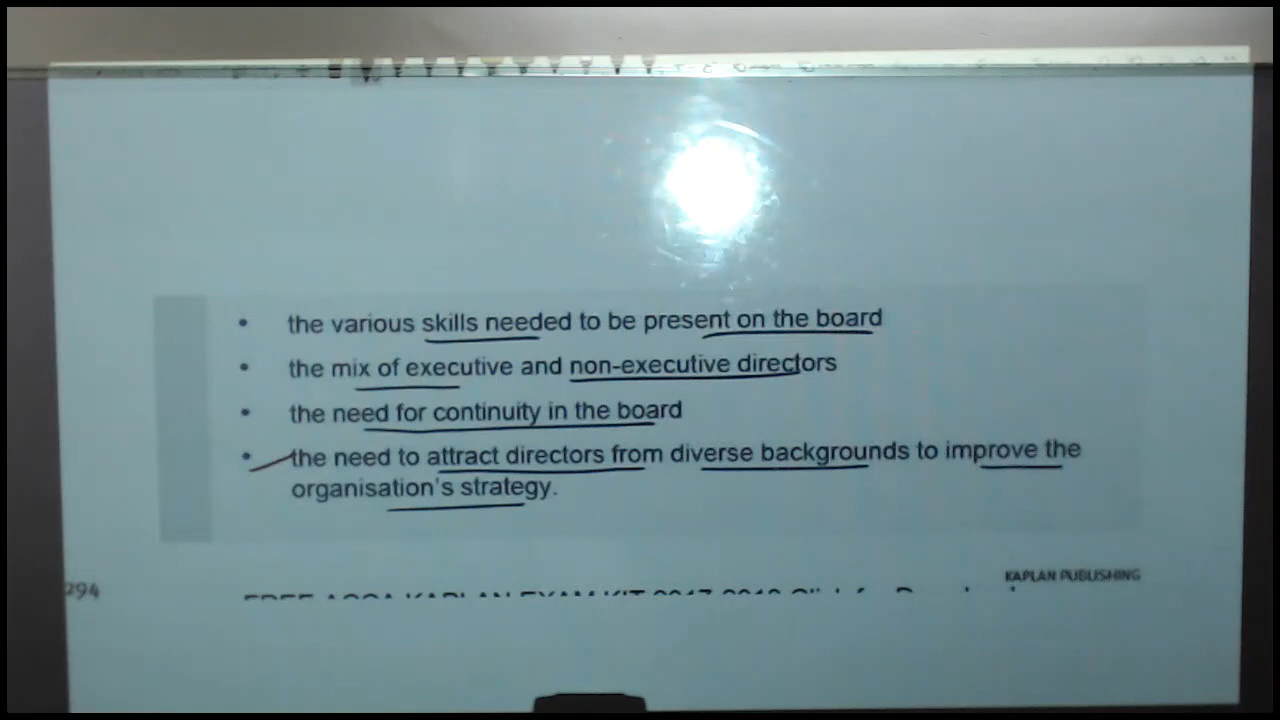 • the various skills needed to be present on the board
• the mix of executive and non-executive directors
• the need for continuity in the board
• the need to attract directors from diverse backgrounds to improve the
organisation's strategy.
294
KAPLAN PUBLISHING